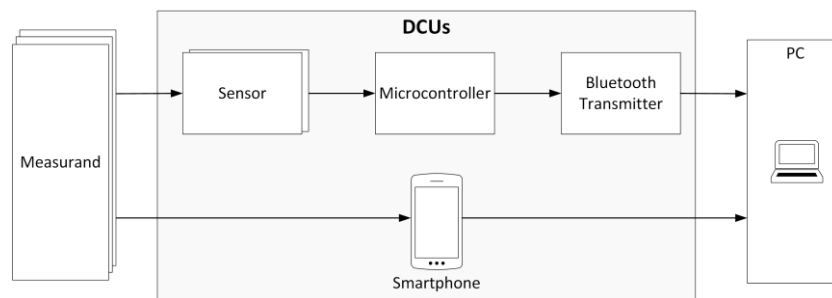 DCUs
PC
Measurand
Sensor
Microcontroller
Bluetooth
Transmitter
Smartphone